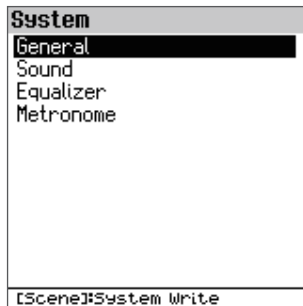 System
General
Sound
Equalizer
Metronome
[Scene]:System Write